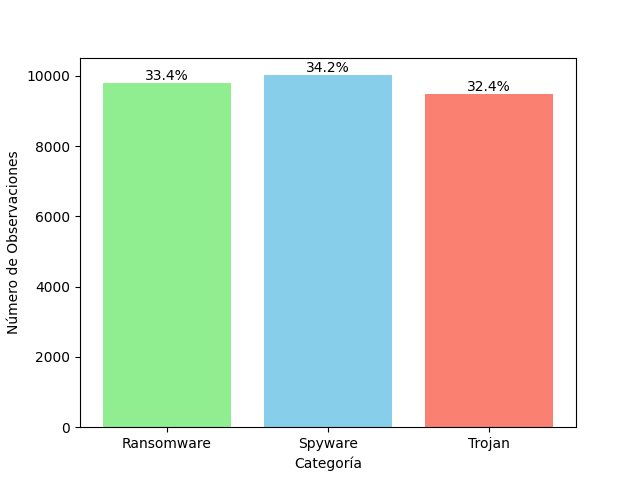 33.4%
34.2%
32.4%
10000
8000
6000
4000
2000
0
Número de Observaciones
Ransomware
Spyware
Trojan
Categoría